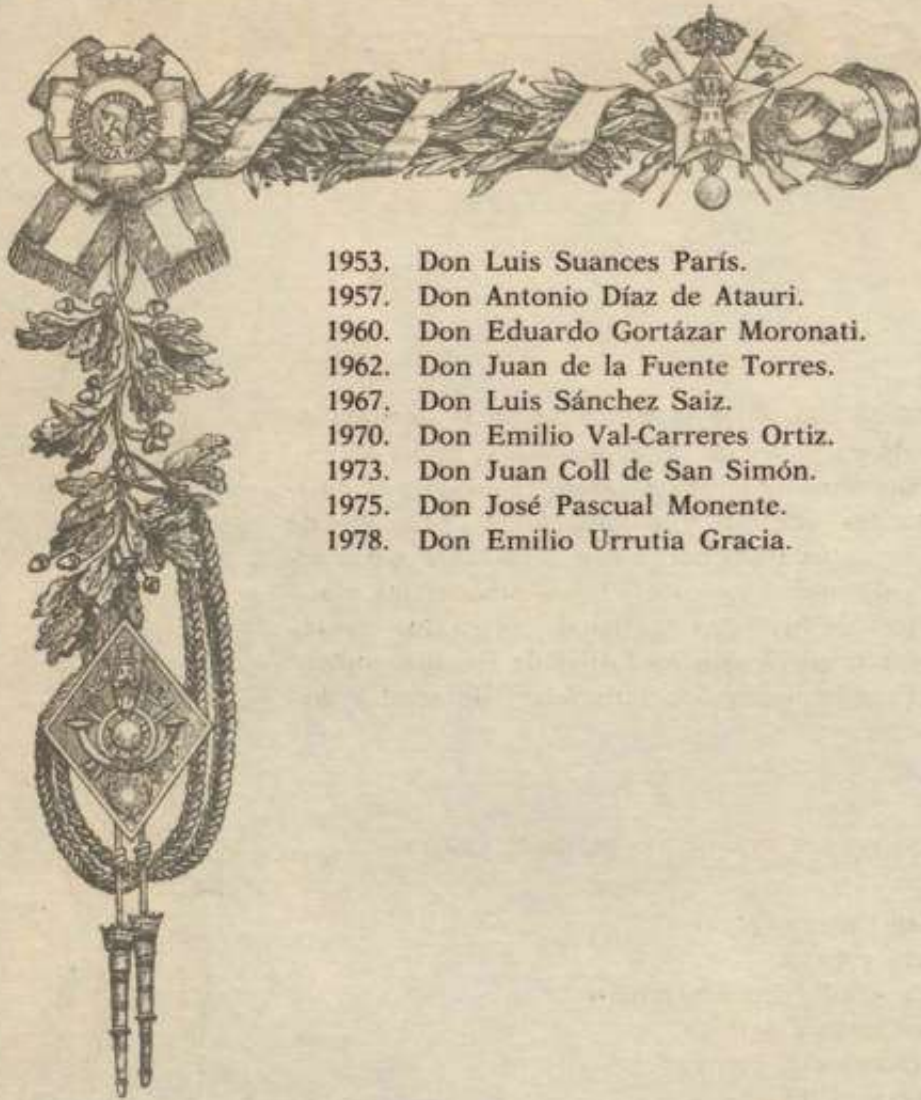 1953. Don Luis Suances París.
1957. Don Antonio Díaz de Atauri.
1960. Don Eduardo Gortázar Moronati.
1962. Don Juan de la Fuente Torres.
1967. Don Luis Sánchez Saiz.
1970. Don Emilio Val-Carreres Ortiz.
1973. Don Juan Coll de San Simón.
1975. Don José Pascual Monente.
1978. Don Emilio Urrutia Gracia.